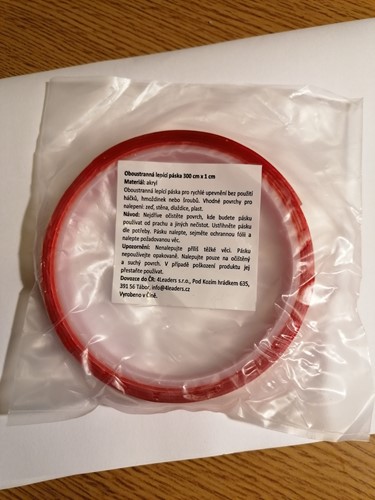 Oboustranná lepící páska 300 cm x 1 cm
Materiál: akryl
Oboustranná lepící páska pro rychlé upevnění bez použití
háčků, hmoždinek nebo šroubů. Vhodné povrchy pro
nalepení: zeď, stěna, dlaždice, plast.
Návod: Nejdříve očistěte povrch, kde budete pásku
používat od prachu a jiných nečistot. Ustřihněte pásku
dle potřeby. Pásku nalepte, sejměte ochrannou fólii a
nalepte požadovanou věc.
Upozornění: Nenalepujte příliš těžké věci. Pásku
nepoužívejte opakovaně. Nalepujte pouze na očištěný
a suchý povrch. V případě poškození produktu jej
přestaňte používat.
Dovozce do ČR: 4Leaders s.r.o., Pod Kozím hrádkem 635,
391 56 Tábor, info@4leaders.cz
Vyrobeno v Číně.